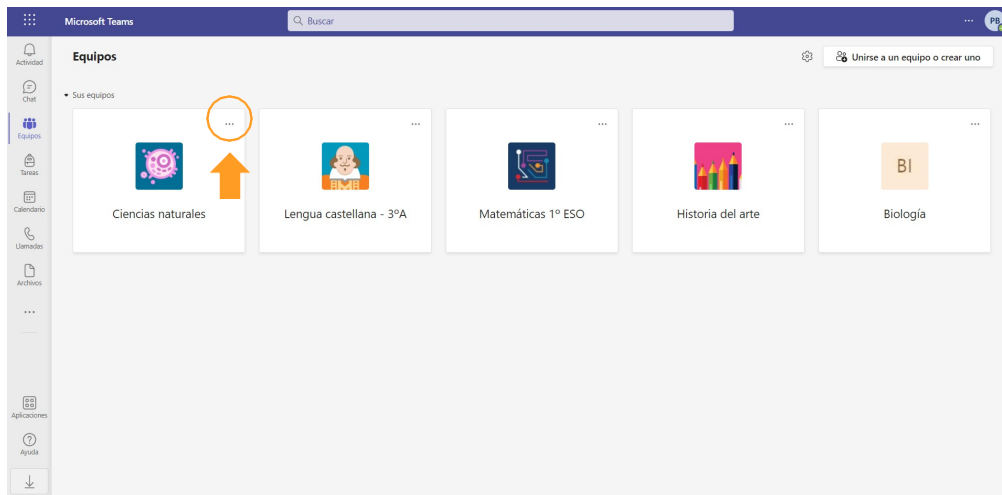 Microsoft Teams
Buscar
PB
Actividad
Chat
Equipos
Tareas
Calendario
Llamadas
Archivos
Aplicaciones
Ayuda
Equipos
Unirse a un equipo o crear uno
Sus equipos
BI
Ciencias naturales
Lengua castellana - 3ºA
Matemáticas 1º ESO
Historia del arte
Biología